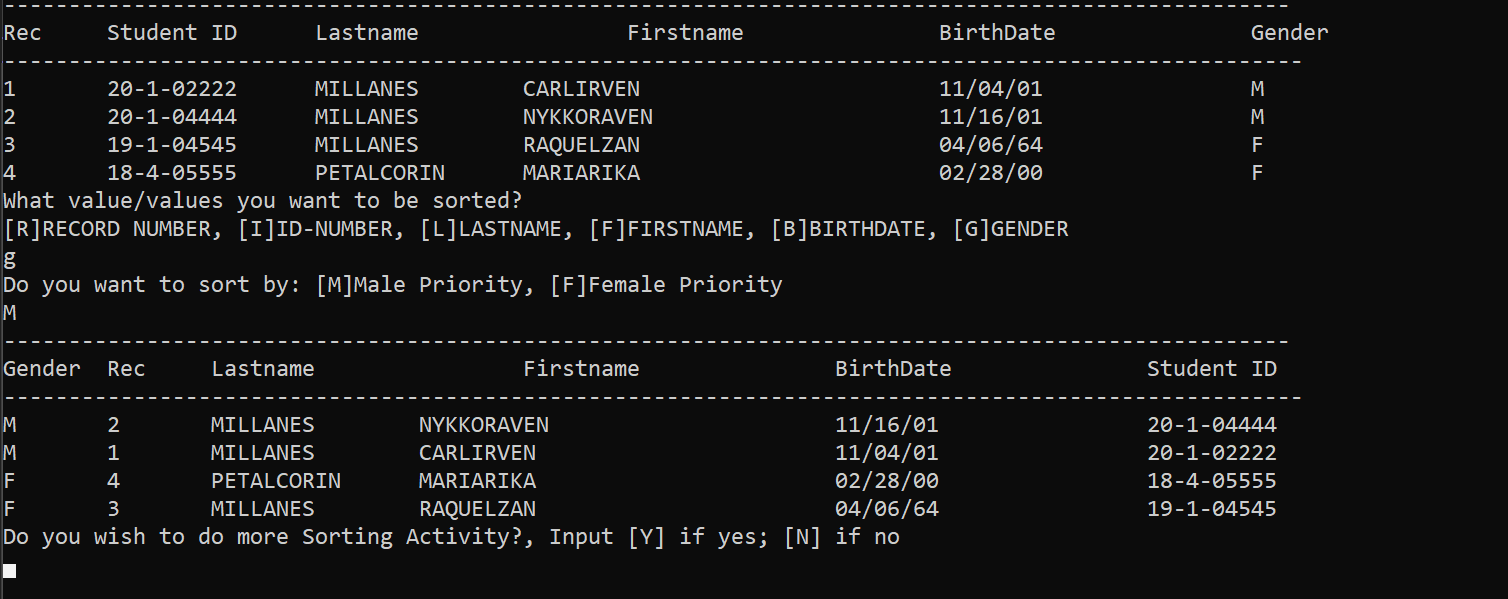 ----------------------------------------------------------------------------------------------------
Rec Student ID Lastname Firstname BirthDate Gender
----------------------------------------------------------------------------------------------------
1 20-1-02222 MILLANES CARLIRVEN 11/04/01 M
2 20-1-04444 MILLANES NYKKORAVEN 11/16/01 M
3 19-1-04545 MILLANES RAQUELZAN 04/06/64 F
4 18-4-05555 PETALCORIN MARIARIKA 02/28/00 F
What value/values you want to be sorted?
[R]RECORD NUMBER, [I]ID-NUMBER, [L]LASTNAME, [F]FIRSTNAME, [B]BIRTHDATE, [G]GENDER
g
Do you want to sort by: [M]Male Priority, [F]Female Priority
M
----------------------------------------------------------------------------------------------------
Gender Rec Lastname Firstname BirthDate Student ID
----------------------------------------------------------------------------------------------------
M 2 MILLANES NYKKORAVEN 11/16/01 20-1-04444
M 1 MILLANES CARLIRVEN 11/04/01 20-1-02222
F 4 PETALCORIN MARIARIKA 02/28/00 18-4-05555
F 3 MILLANES RAQUELZAN 04/06/64 19-1-04545
Do you wish to do more Sorting Activity?, Input [Y] if yes; [N] if no